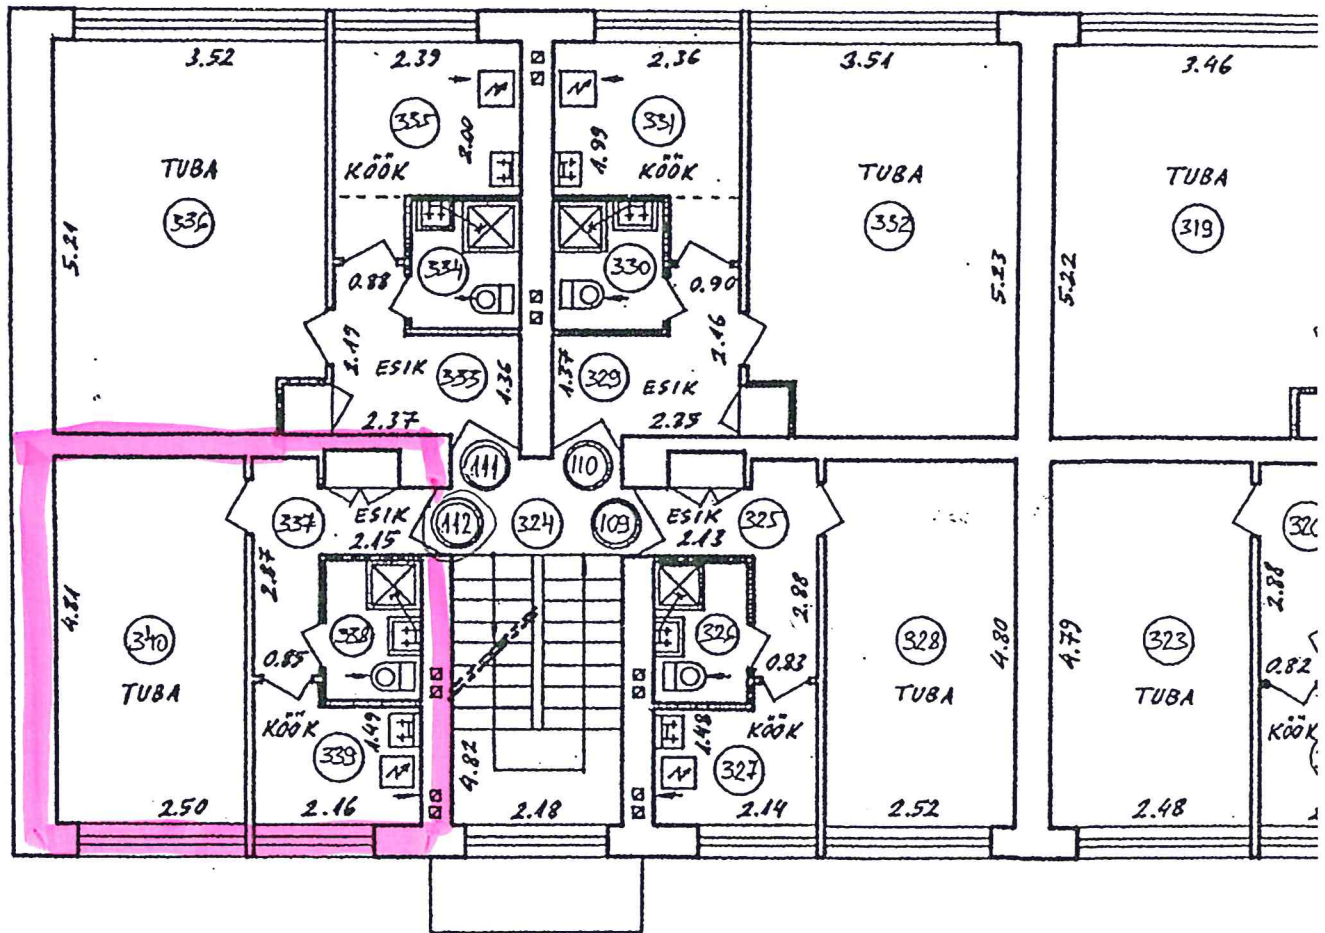 3.52 2.39 2.36 3.51 3.46
335 331
2.00 1.99
TUBA KÖÖK KÖÖK TUBA TUBA
336 332 319
5.21 334 330 5.23 5.22
0.88 0.90
2.19 2.16
ESIK 333 1.36 1.37 329 ESIK
2.37 2.35
111 110
337 ESIK 112 324 109 ESIK 325
2.15 2.13
2.87 2.88 2.88
4.81 340 338 326 328 4.80 4.79 323
0.85 0.83 0.82
TUBA TUBA TUBA
KÖÖK 1.49 1.48 KÖÖK KÖÖK
339 4.82 327
2.50 2.16 2.18 2.14 2.52 2.48